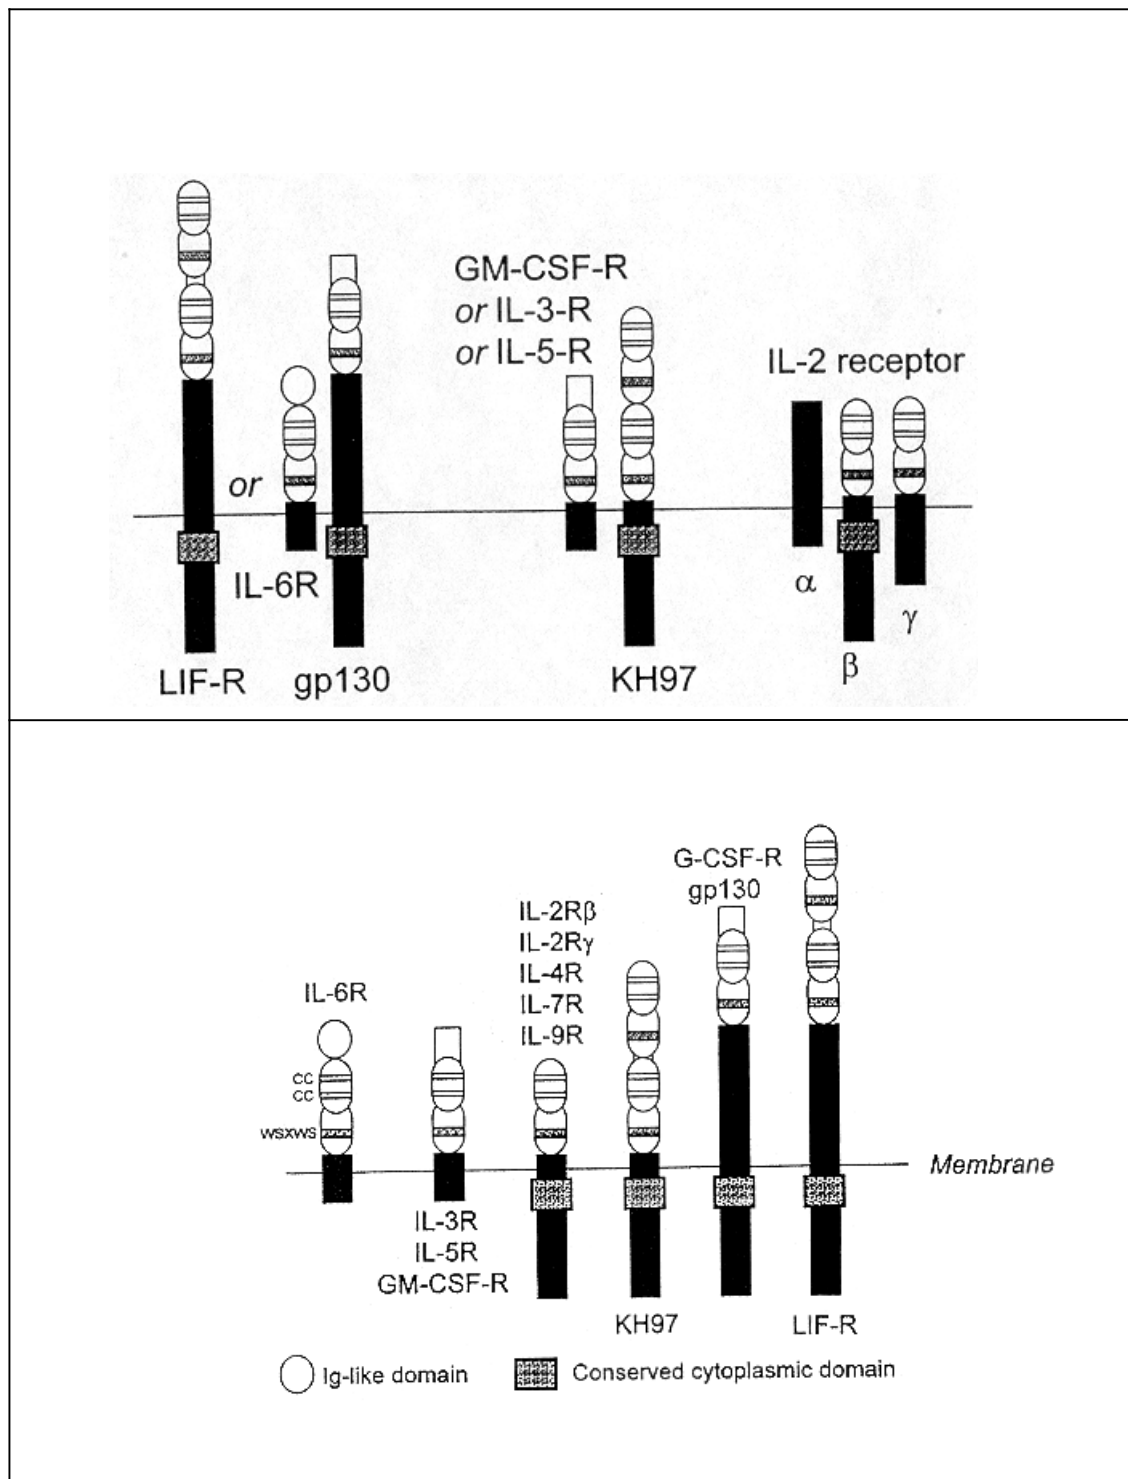 GM-CSF-R
or IL-3-R
or IL-5-R
IL-2 receptor
or
IL-6R
LIF-R
gp130
KH97
α
β
γ
G-CSF-R
gp130
IL-2Rβ
IL-2Rγ
IL-4R
IL-7R
IL-9R
IL-6R
CC
CC
WSXWS
Membrane
IL-3R
IL-5R
GM-CSF-R
KH97
LIF-R
Ig-like domain
Conserved cytoplasmic domain